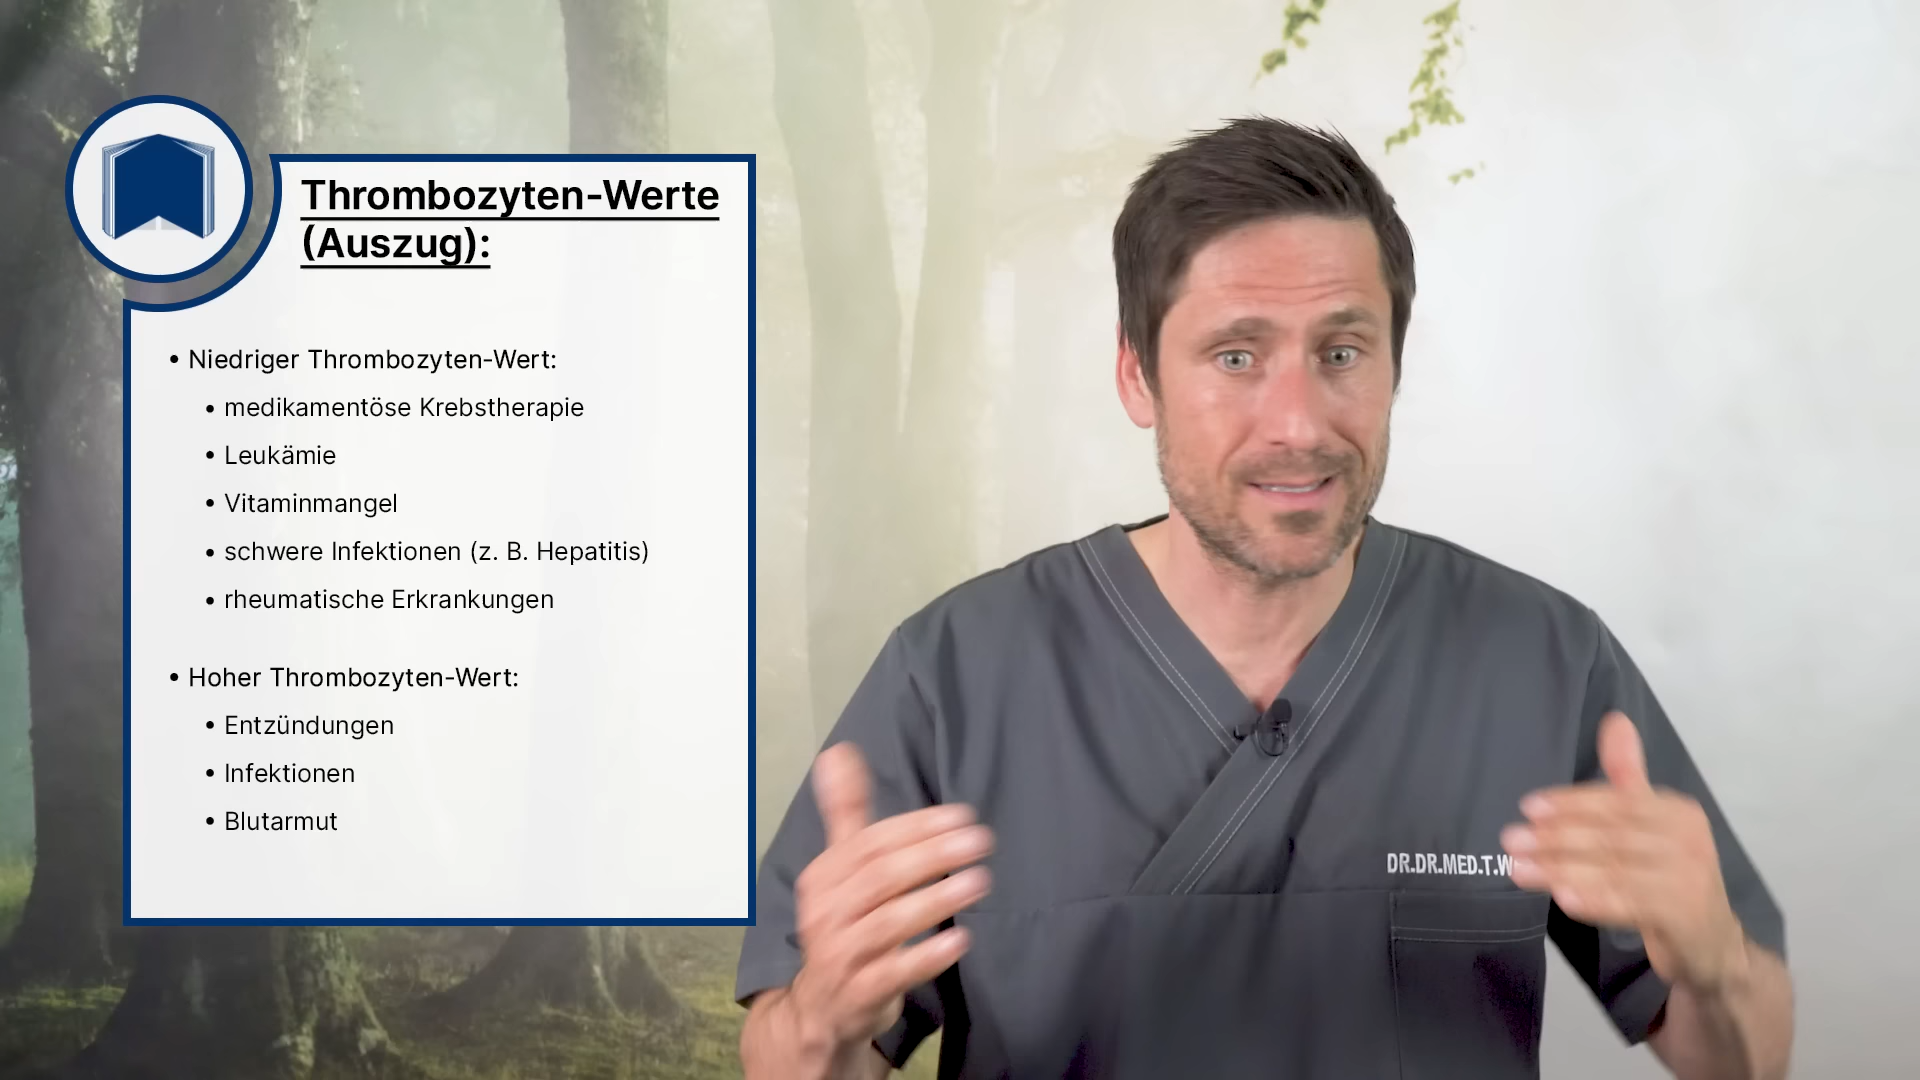 Thrombozyten-Werte
(Auszug):
• Niedriger Thrombozyten-Wert:
• medikamentöse Krebstherapie
• Leukämie
• Vitaminmangel
• schwere Infektionen (z. B. Hepatitis)
• rheumatische Erkrankungen
• Hoher Thrombozyten-Wert:
• Entzündungen
• Infektionen
• Blutarmut
DR.DR.MED.T.W